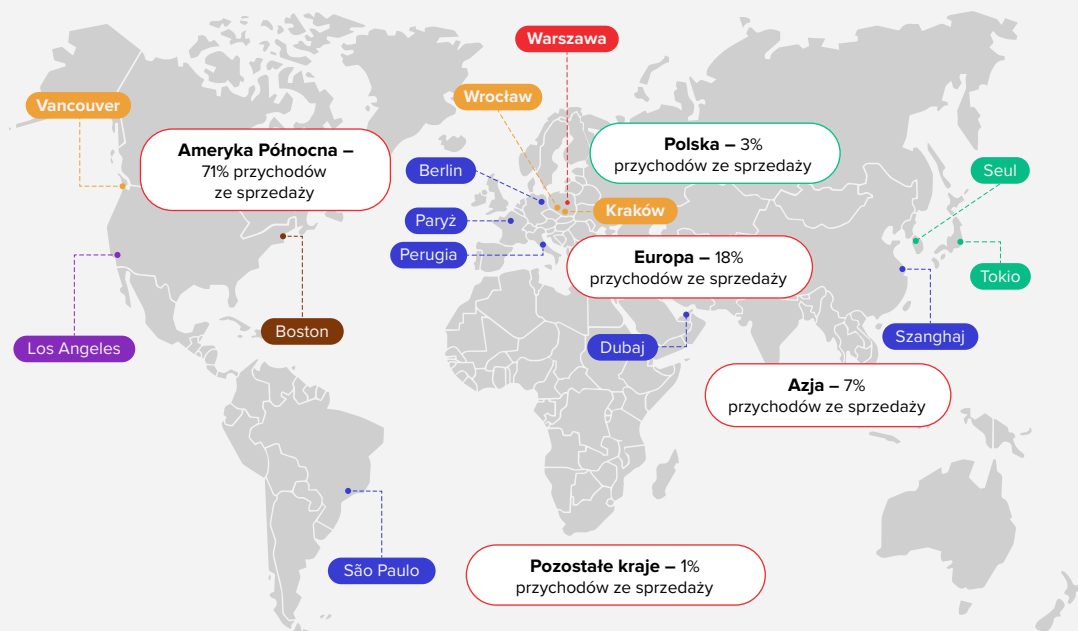 Warszawa
Vancouver
Wrocław
Ameryka Północna –
71% przychodów
ze sprzedaży
Polska – 3%
przychodów ze sprzedaży
Berlin
Seul
Paryż
Kraków
Perugia
Europa – 18%
przychodów ze sprzedaży
Tokio
Los Angeles
Boston
Dubaj
Szanghaj
Azja – 7%
przychodów ze sprzedaży
São Paulo
Pozostałe kraje – 1%
przychodów ze sprzedaży